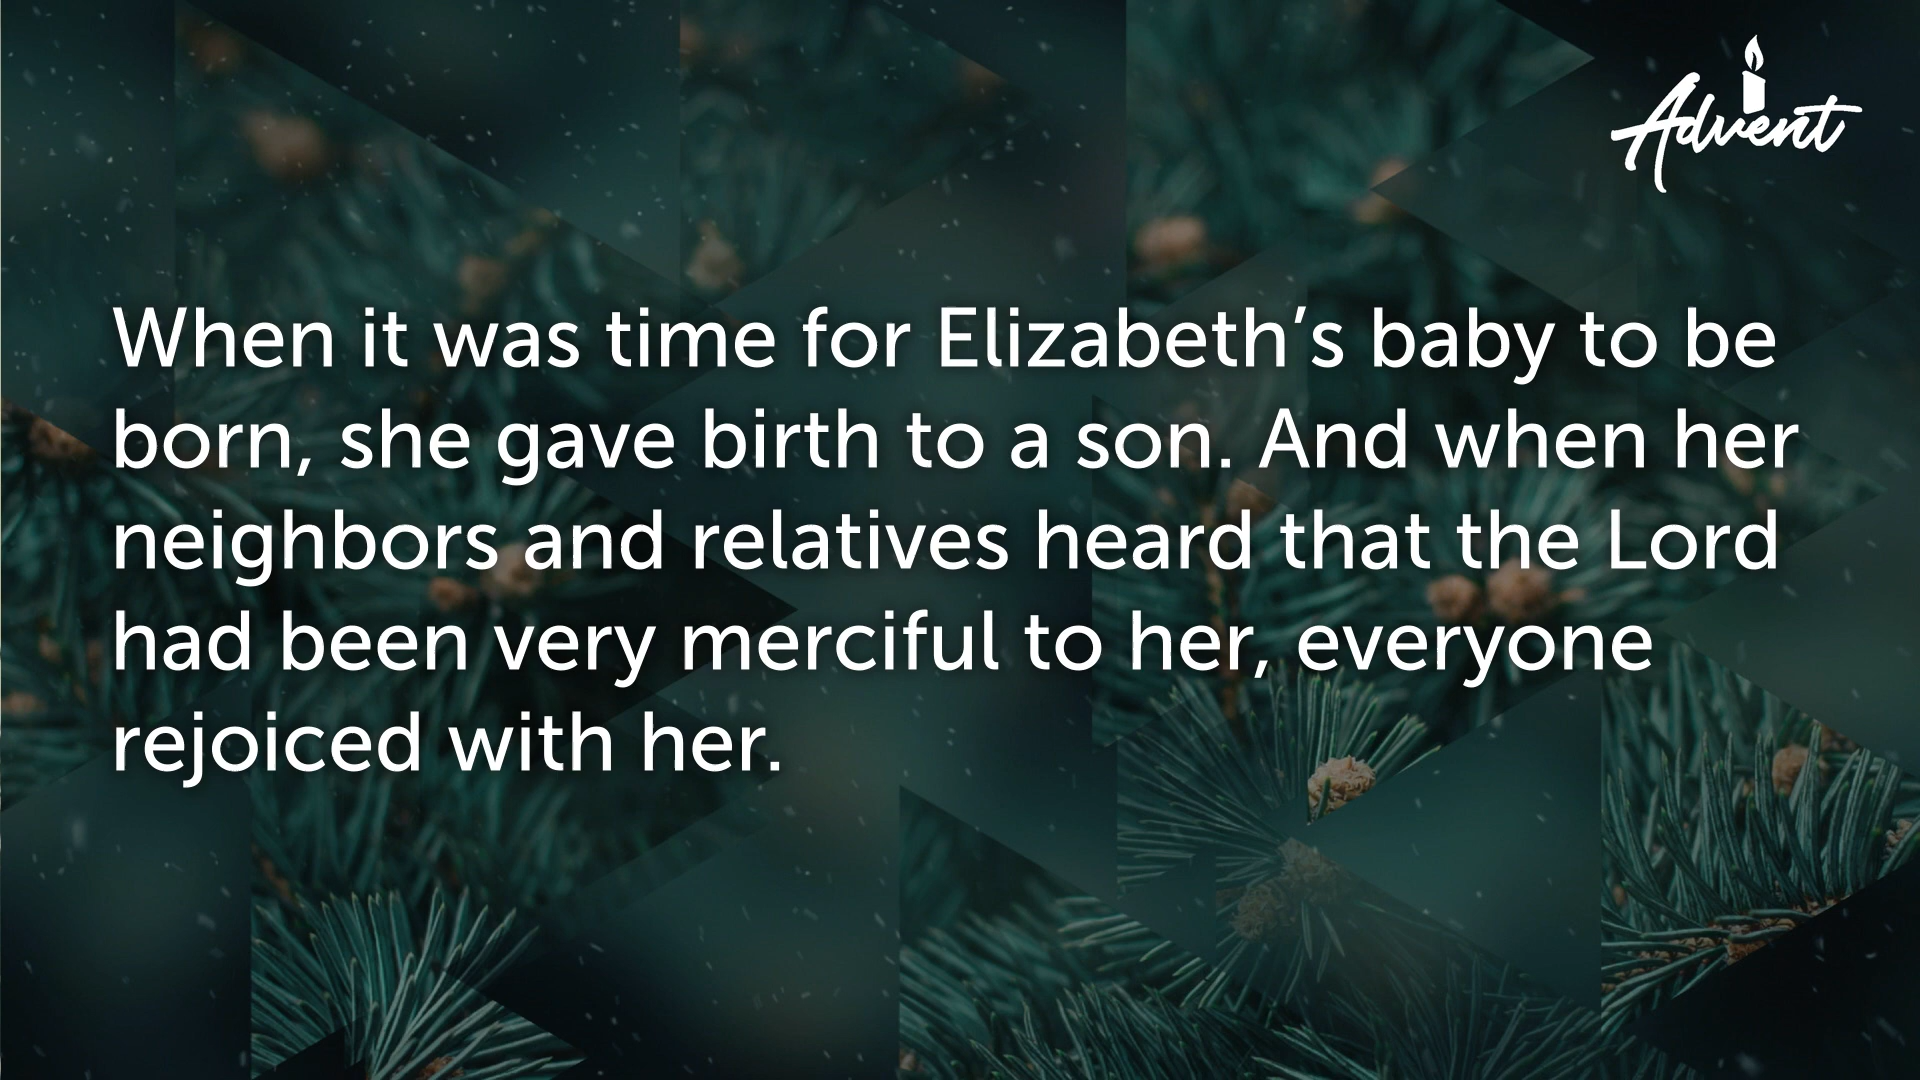 Advent
When it was time for Elizabeth’s baby to be
born, she gave birth to a son. And when her
neighbors and relatives heard that the Lord
had been very merciful to her, everyone
rejoiced with her.